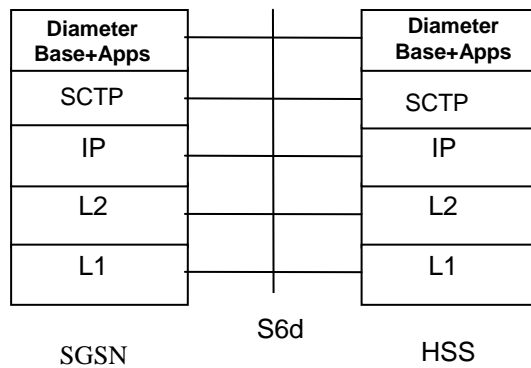 Diameter
Base+Apps
SCTP
IP
L2
L1
SGSN
S6d
Diameter
Base+Apps
SCTP
IP
L2
L1
HSS